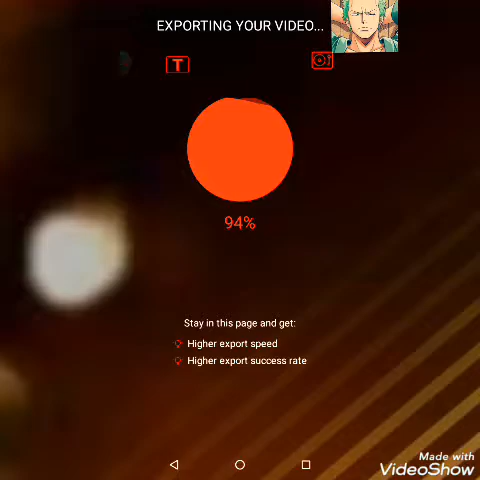 EXPORTING YOUR VIDEO...
T
94%
Stay in this page and get:
Higher export speed
Higher export success rate
Made with
VideoShow